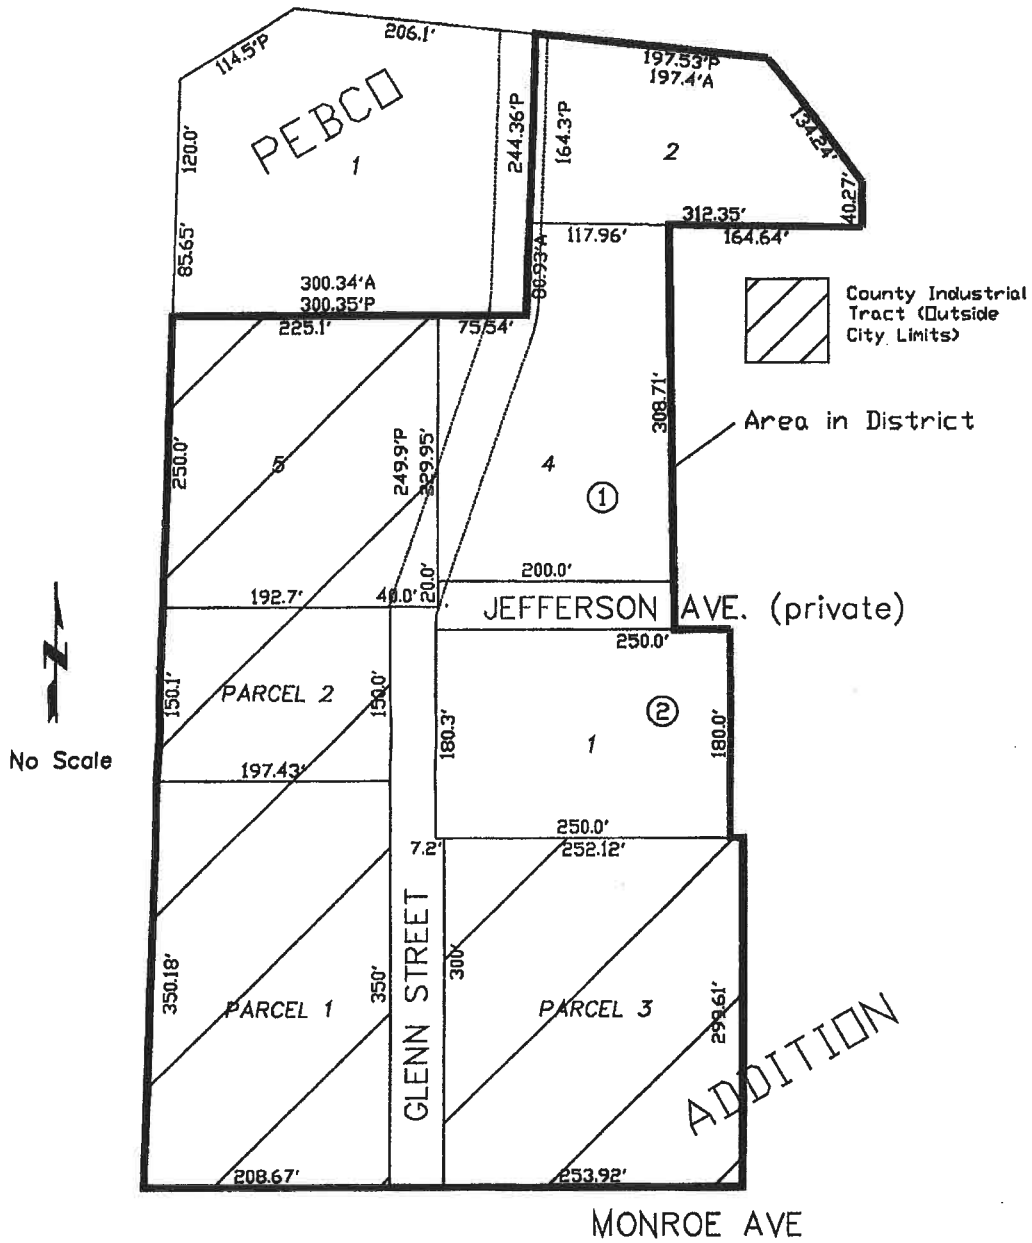 206.1'
114.5'P
PEBCO
1
120.0'
85.65'
244.36'P
164.3'P
197.53'P
197.4'A
134.24'
2
40.27'
312.35'
117.96'
164.64'
80.93'A
300.34'A
300.35'P
225.1'
75.54'
County Industrial
Tract (Outside
City Limits)
308.71'
Area in District
250.0'
5
249.9'P
229.95'
4
1
200.0'
20.0'
192.7'
40.0'
JEFFERSON AVE. (private)
250.0'
N
No Scale
150.1'
PARCEL 2
150.0'
180.3'
2
1
180.0'
197.43'
250.0'
7.2'
252.12'
350.18'
PARCEL 1
350'
GLENN STREET
300'
PARCEL 3
299.61'
ADDITION
208.67'
253.92'
MONROE AVE